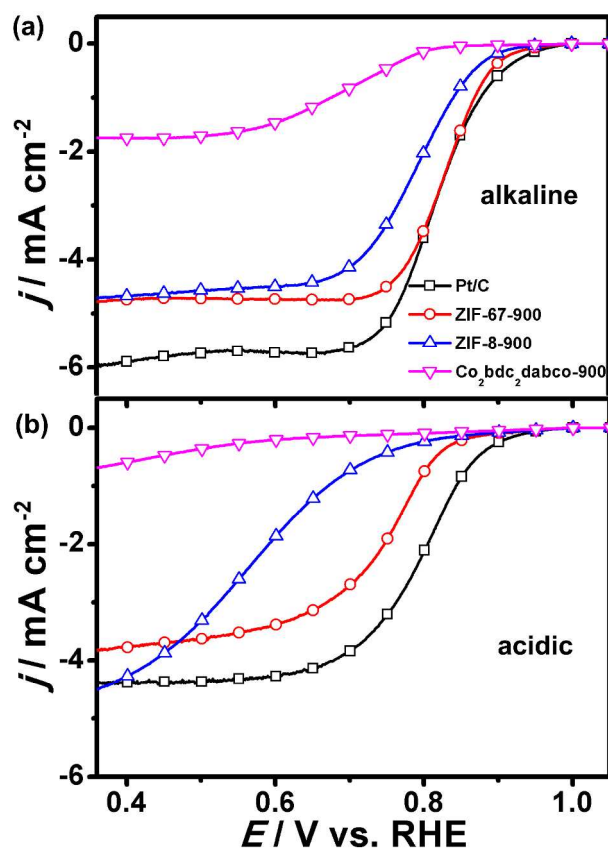 (a)
0
-2
-4
-6
j / mA cm⁻²
alkaline
Pt/C
ZIF-67-900
ZIF-8-900
Co₂bdc₂dabco-900
(b)
0
-2
-4
-6
j / mA cm⁻²
acidic
0.4 0.6 0.8 1.0
E / V vs. RHE